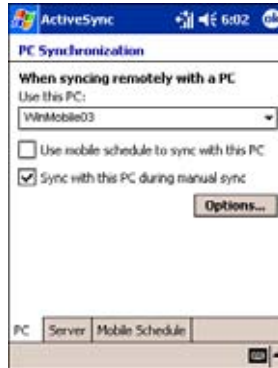 ActiveSync 6:02
PC Synchronization
When syncing remotely with a PC
Use this PC:
WinMobile03
Use mobile schedule to sync with this PC
Sync with this PC during manual sync
Options...
PC Server Mobile Schedule